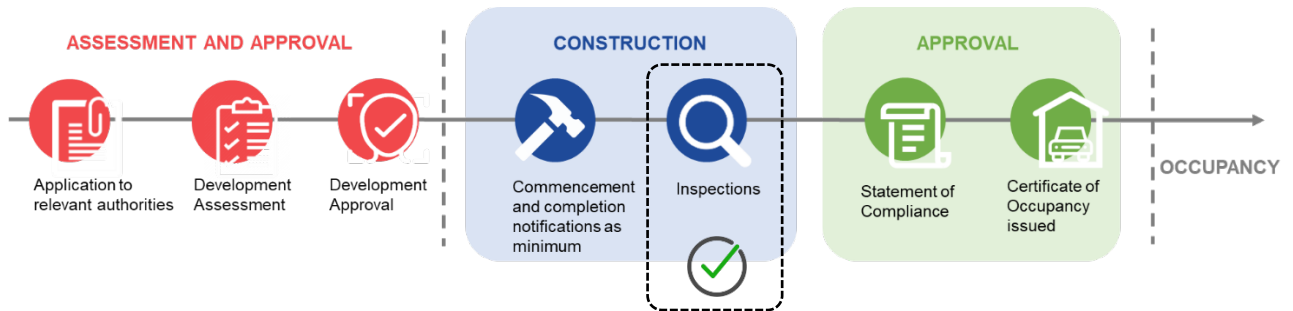 ASSESSMENT AND APPROVAL
Application to
relevant authorities
Development
Assessment
Development
Approval
CONSTRUCTION
Commencement
and completion
notifications as
minimum
Inspections
APPROVAL
Statement of
Compliance
Certificate of
Occupancy
issued
OCCUPANCY